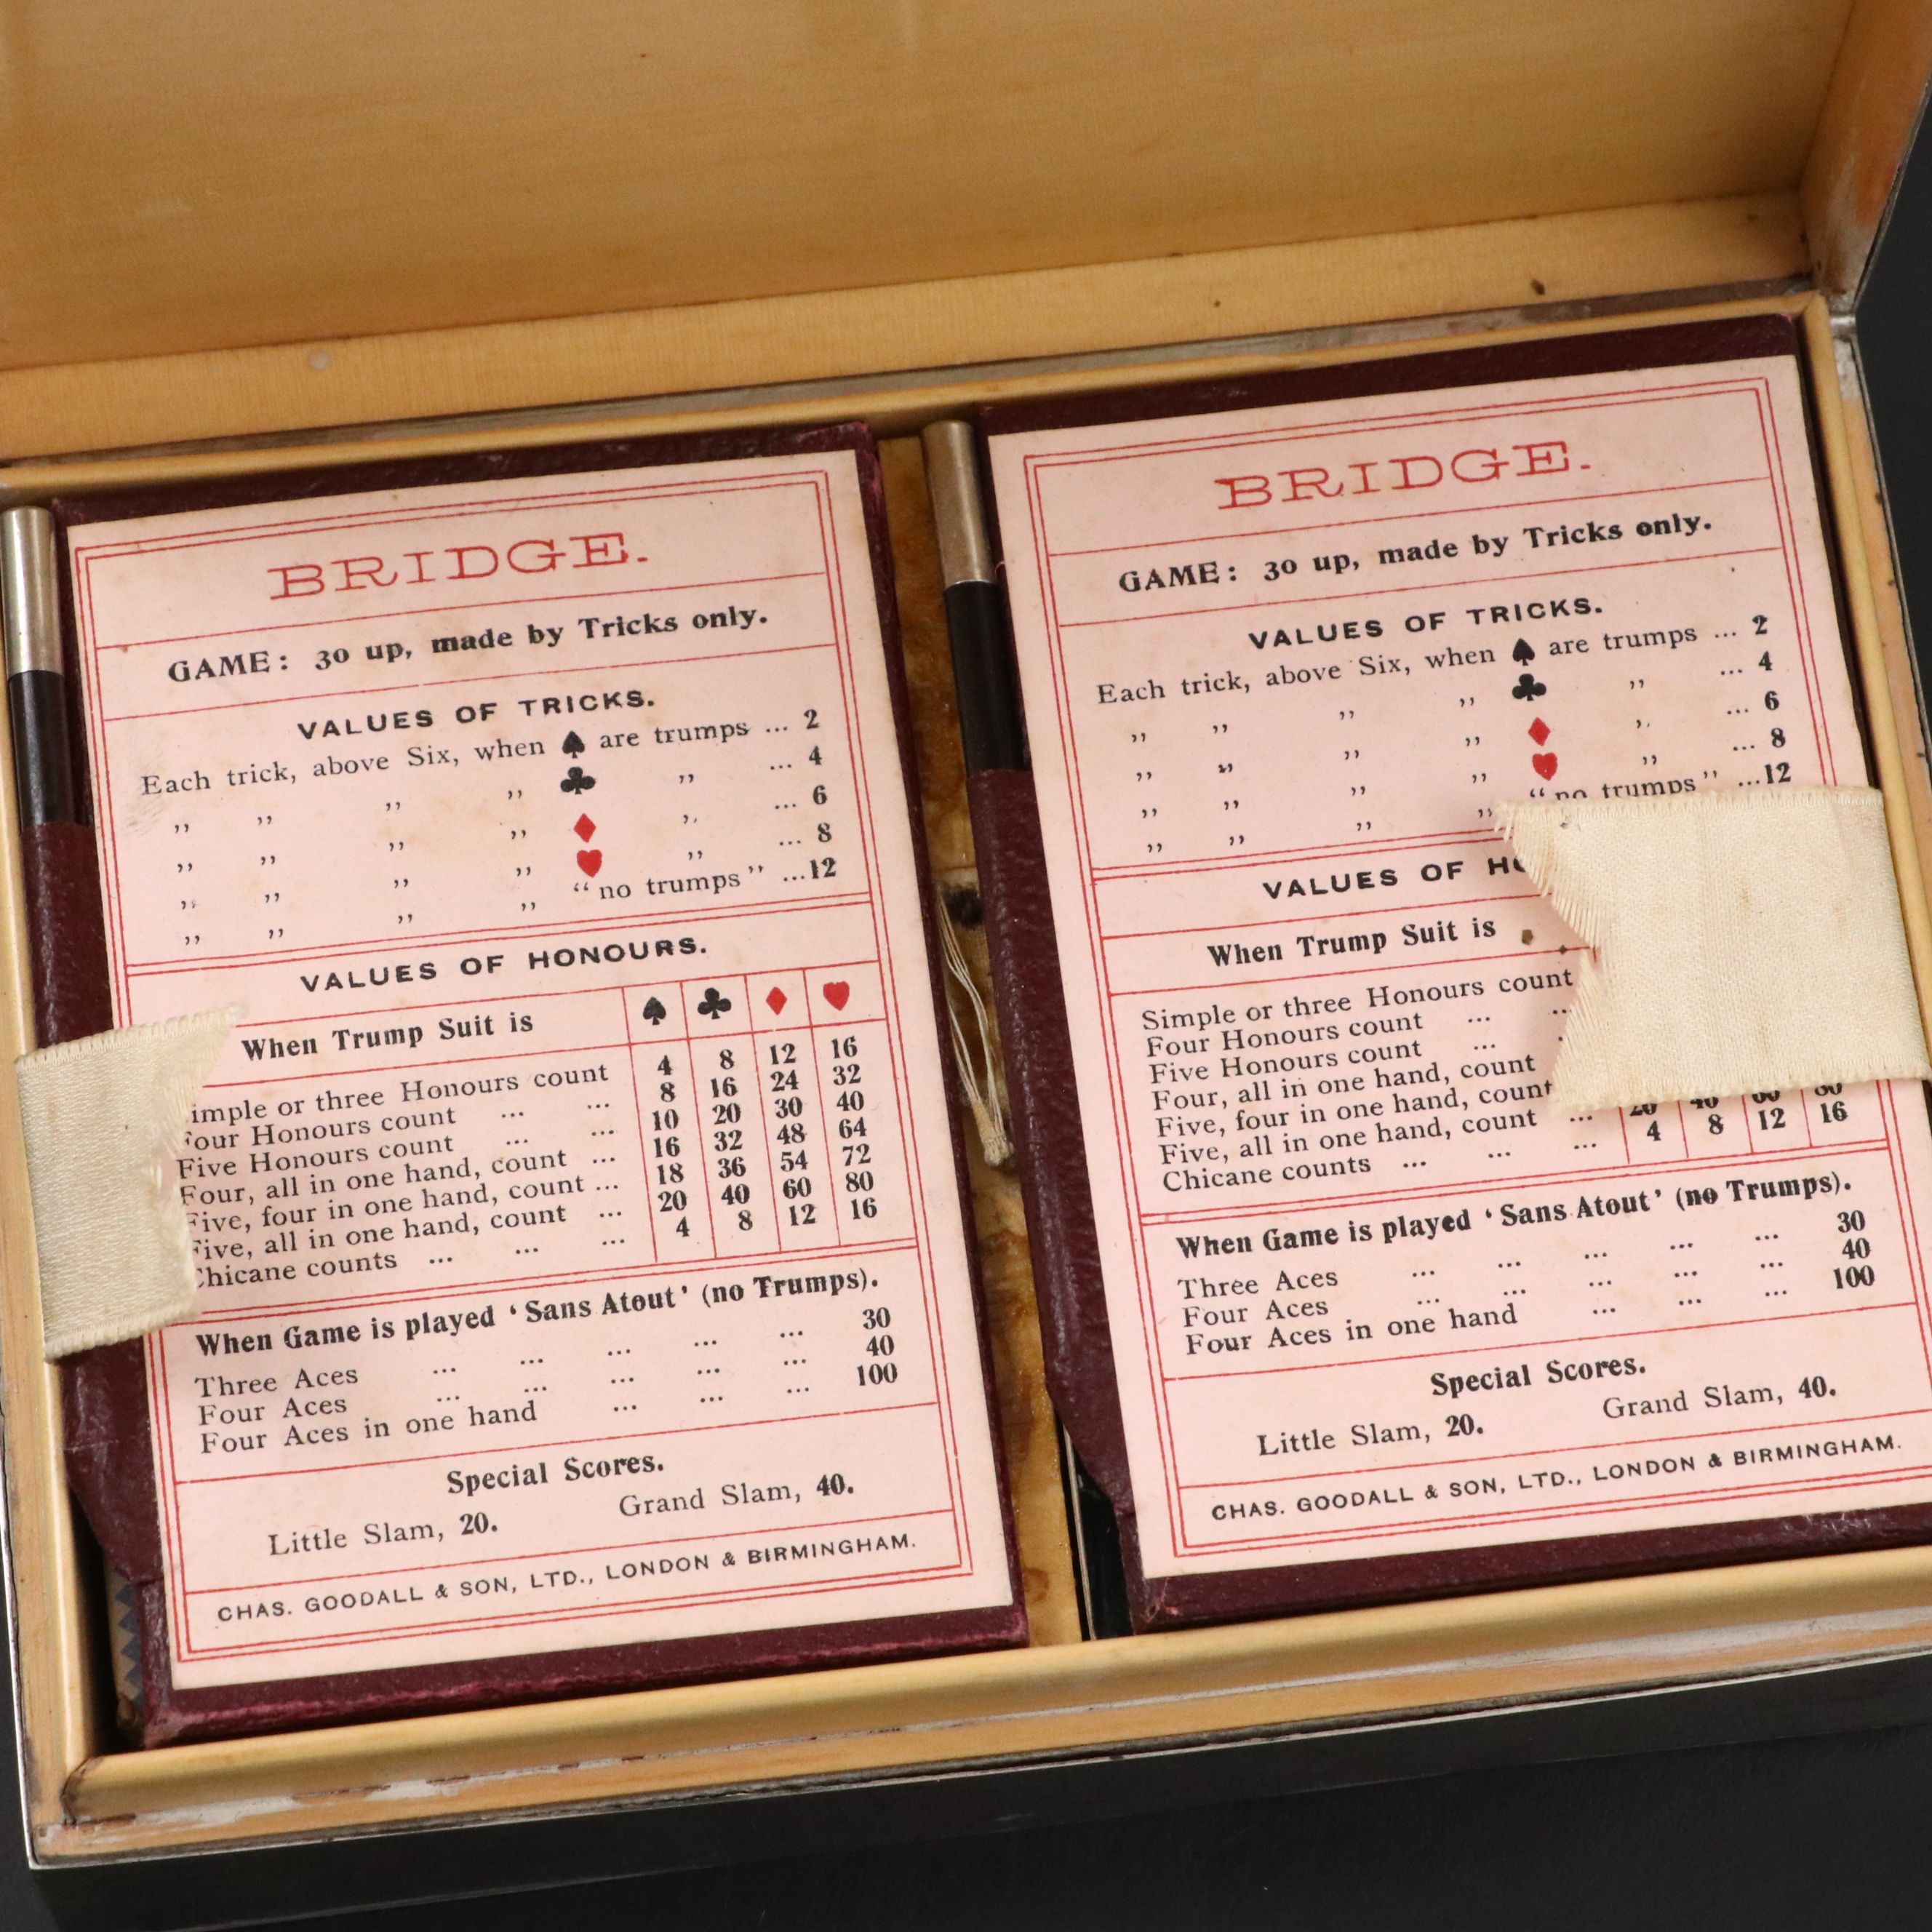 BRIDGE.
GAME: 30 up, made by Tricks only.
VALUES OF TRICKS.
Each trick, above Six, when ♠ are trumps ... 2
,, ,, ,, ,, ♣ ,, ... 4
,, ,, ,, ,, ♦ ,, ... 6
,, ,, ,, ,, ♥ ,, ... 8
,, ,, ,, ,, “no trumps” ...12
VALUES OF HONOURS.
When Trump Suit is ♠ ♣ ♦ ♥
imple or three Honours count 4 8 12 16
Four Honours count ... ... 8 16 24 32
Five Honours count ... ... 10 20 30 40
Four, all in one hand, count ... 16 32 48 64
Five, four in one hand, count ... 18 36 54 72
Five, all in one hand, count ... 20 40 60 80
Chicane counts ... ... ... 4 8 12 16
When Game is played ‘Sans Atout’ (no Trumps).
Three Aces ... ... ... ... ... 30
Four Aces ... ... ... ... ... 40
Four Aces in one hand ... ... ... 100
Special Scores.
Little Slam, 20. Grand Slam, 40.
CHAS. GOODALL & SON, LTD., LONDON & BIRMINGHAM.
BRIDGE.
GAME: 30 up, made by Tricks only.
VALUES OF TRICKS.
Each trick, above Six, when ♠ are trumps ... 2
,, ,, ,, ,, ♣ ,, ... 4
,, ,, ,, ,, ♦ ,, ... 6
,, ,, ,, ,, ♥ ,, ... 8
,, ,, ,, ,, “no trumps” ...12
VALUES OF HO
When Trump Suit is
Simple or three Honours count
Four Honours count ... ...
Five Honours count ...
Four, all in one hand, count
Five, four in one hand, count
Five, all in one hand, count ... 20 40 60 80
Chicane counts ... ... ... 4 8 12 16
When Game is played ‘Sans Atout’ (no Trumps).
Three Aces ... ... ... ... ... 30
Four Aces ... ... ... ... ... 40
Four Aces in one hand ... ... ... 100
Special Scores.
Little Slam, 20. Grand Slam, 40.
CHAS. GOODALL & SON, LTD., LONDON & BIRMINGHAM.